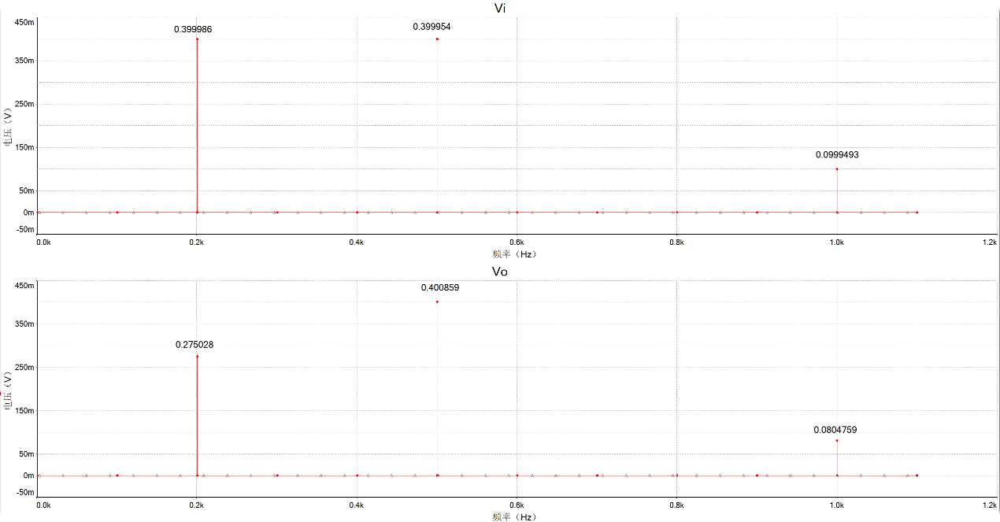 Vi
450m
0.399986
0.399954
350m
250m
150m
0.0999493
50m
0m
-50m
电压（V）
0.0k
0.2k
0.4k
0.6k
0.8k
1.0k
1.2k
频率（Hz）
Vo
450m
0.400859
350m
0.275028
250m
150m
0.0804759
50m
0m
-50m
电压（V）
0.0k
0.2k
0.4k
0.6k
0.8k
1.0k
1.2k
频率（Hz）